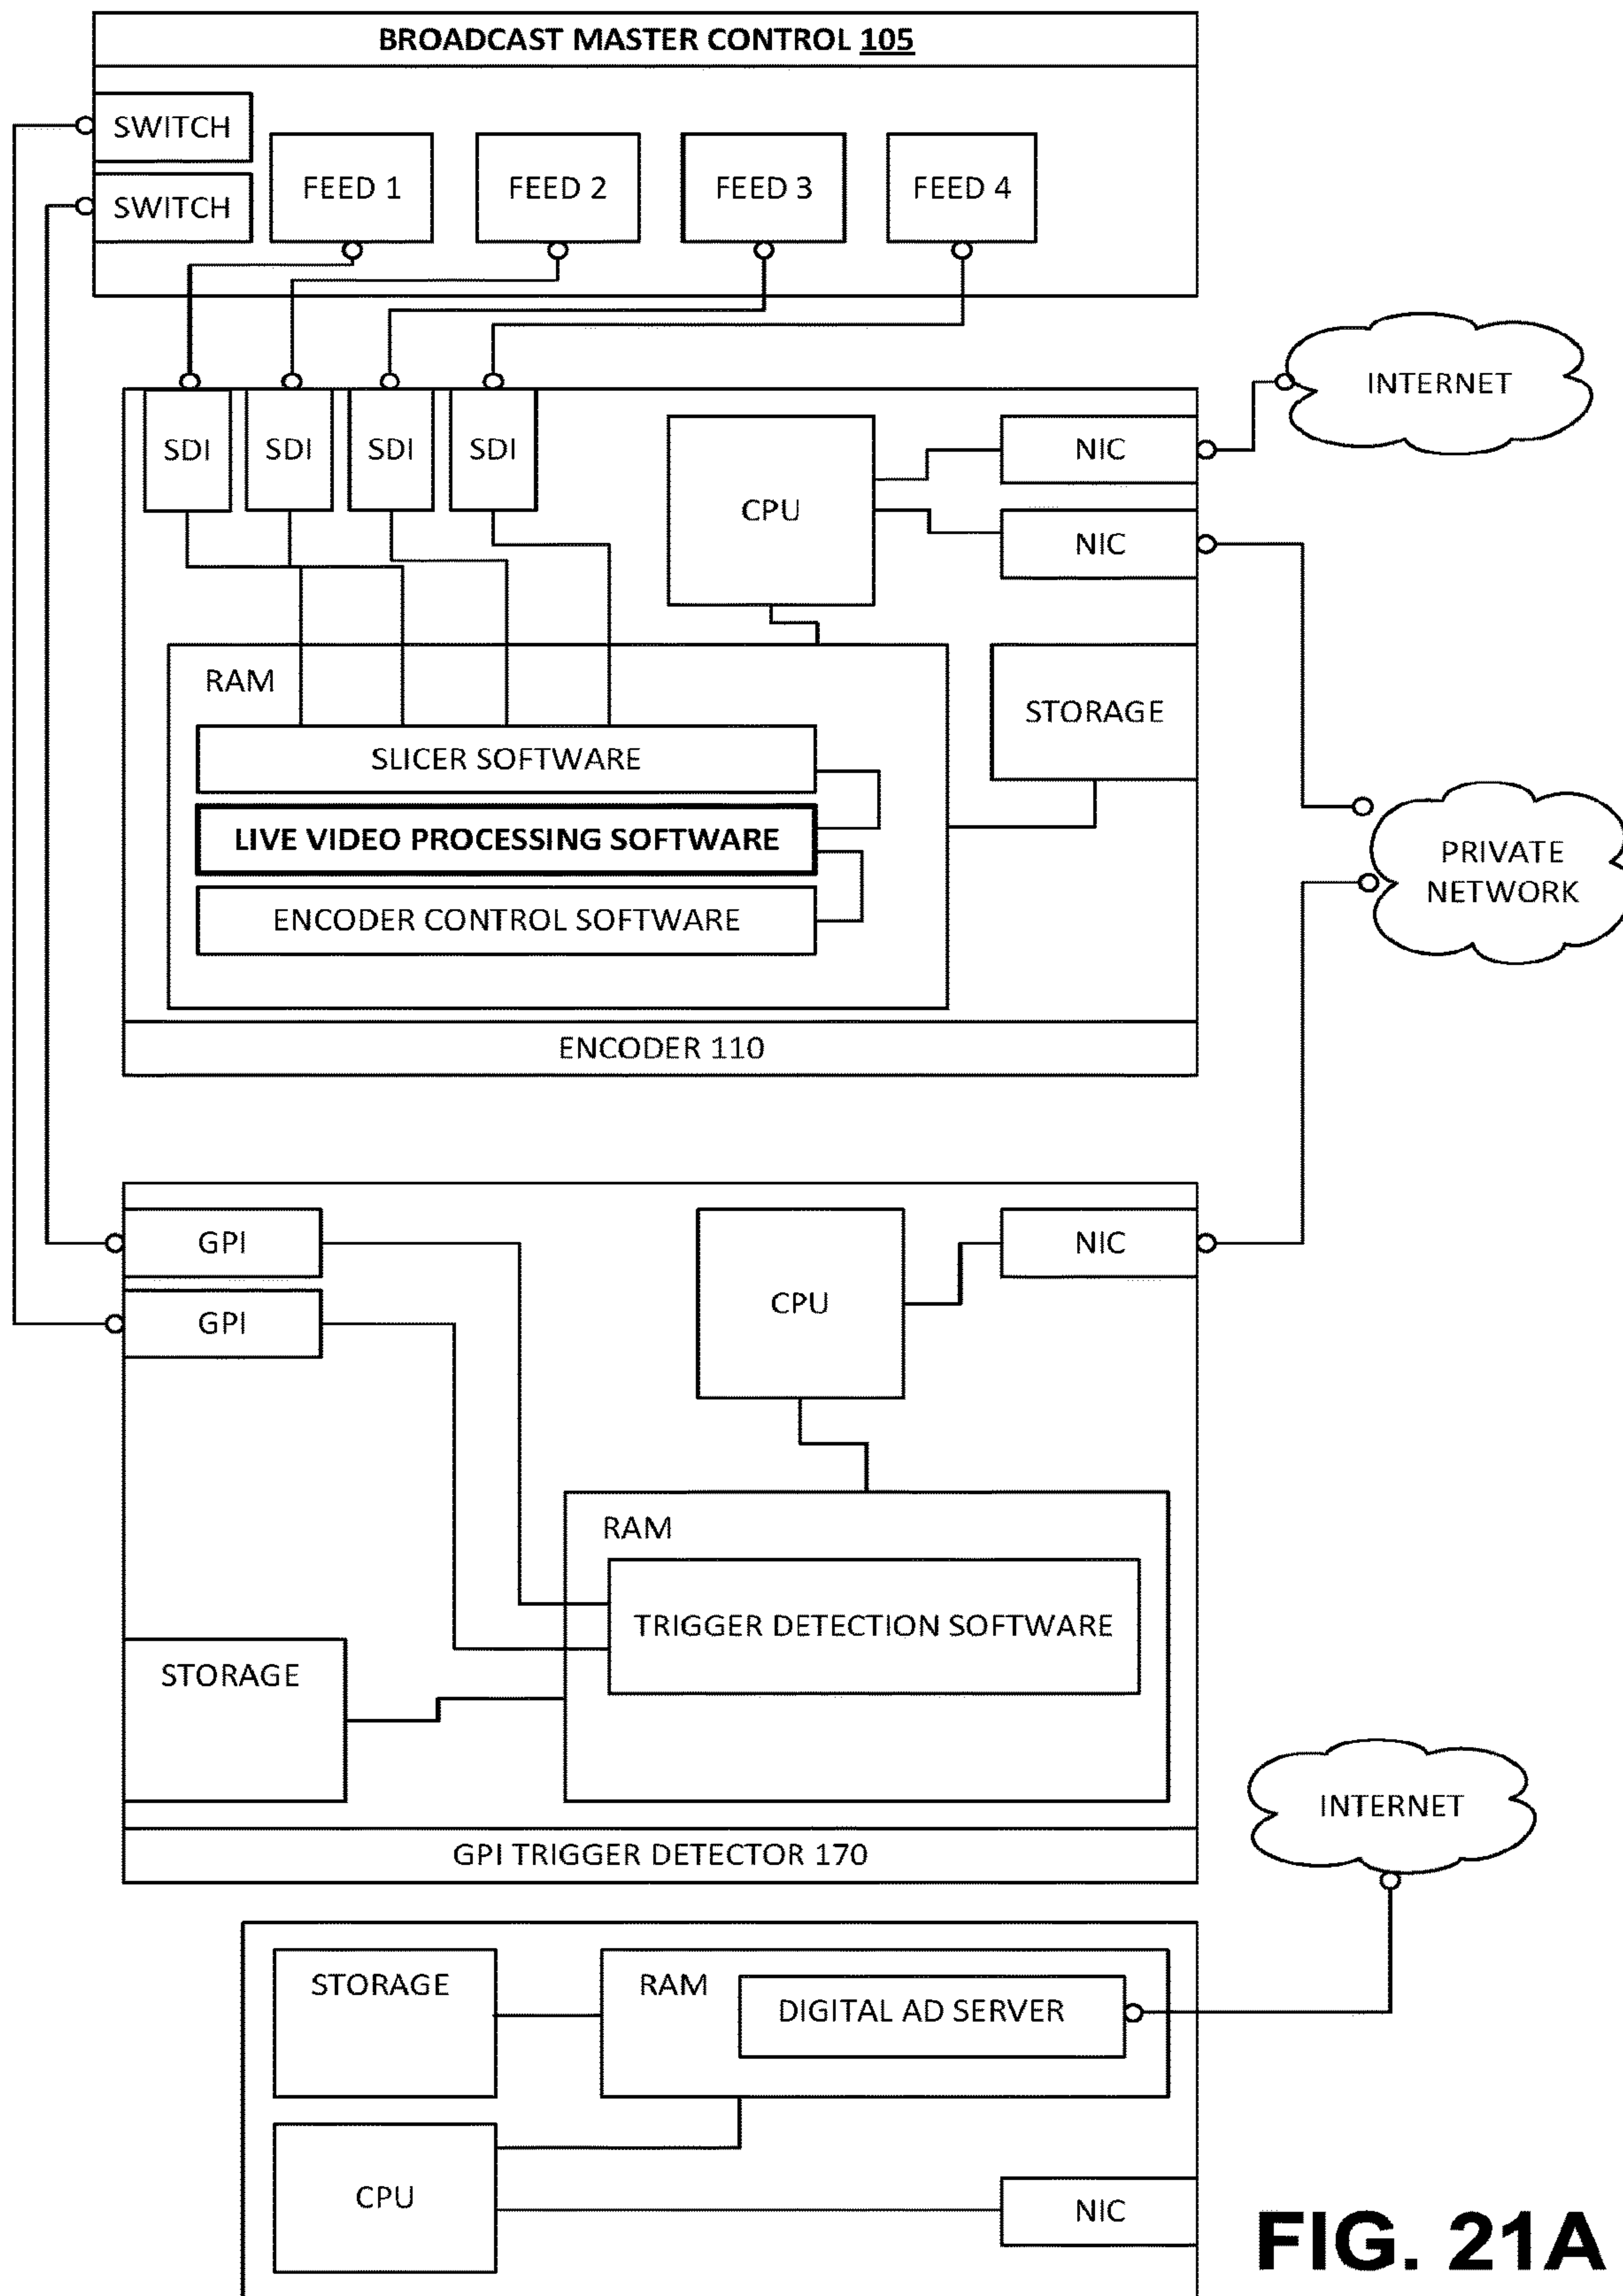 BROADCAST MASTER CONTROL 105
SWITCH
SWITCH
FEED 1
FEED 2
FEED 3
FEED 4
INTERNET
SDI
SDI
SDI
SDI
CPU
NIC
NIC
RAM
STORAGE
SLICER SOFTWARE
LIVE VIDEO PROCESSING SOFTWARE
ENCODER CONTROL SOFTWARE
PRIVATE
NETWORK
ENCODER 110
GPI
GPI
CPU
NIC
RAM
TRIGGER DETECTION SOFTWARE
STORAGE
GPI TRIGGER DETECTOR 170
INTERNET
STORAGE
RAM
DIGITAL AD SERVER
CPU
NIC
FIG. 21A